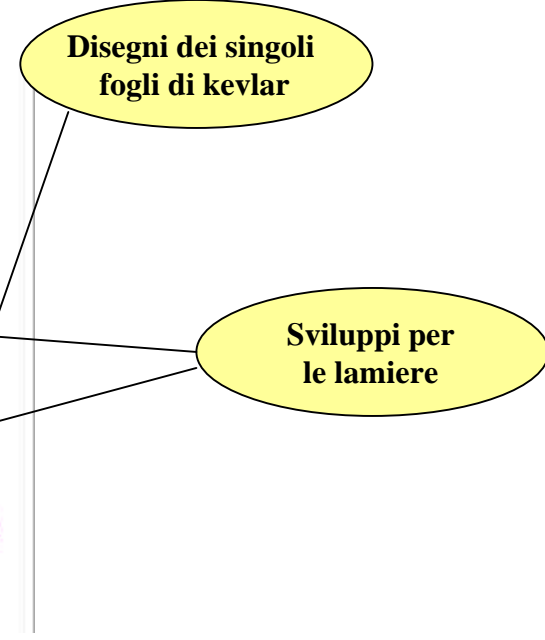 Disegni dei singoli
fogli di kevlar
Sviluppi per
le lamiere